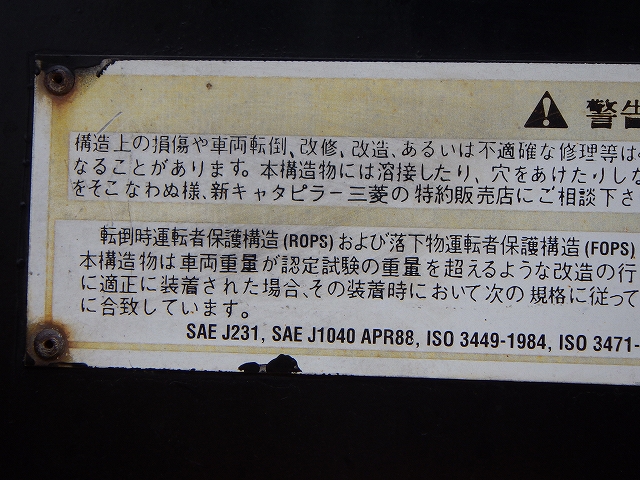 警告
構造上の損傷や車両転倒、改修、改造、あるいは不適確な修理等は
なることがあります。本構造物には溶接したり、穴をあけたりしな
をそこなわぬ様、新キャタピラー三菱の特約販売店にご相談下さ
転倒時運転者保護構造 (ROPS) および落下物運転者保護構造 (FOPS)
本構造物は車両重量が認定試験の重量を超えるような改造の行
に適正に装着された場合、その装着時において次の規格に従って
に合致しています。
SAE J231, SAE J1040 APR88, ISO 3449-1984, ISO 3471-